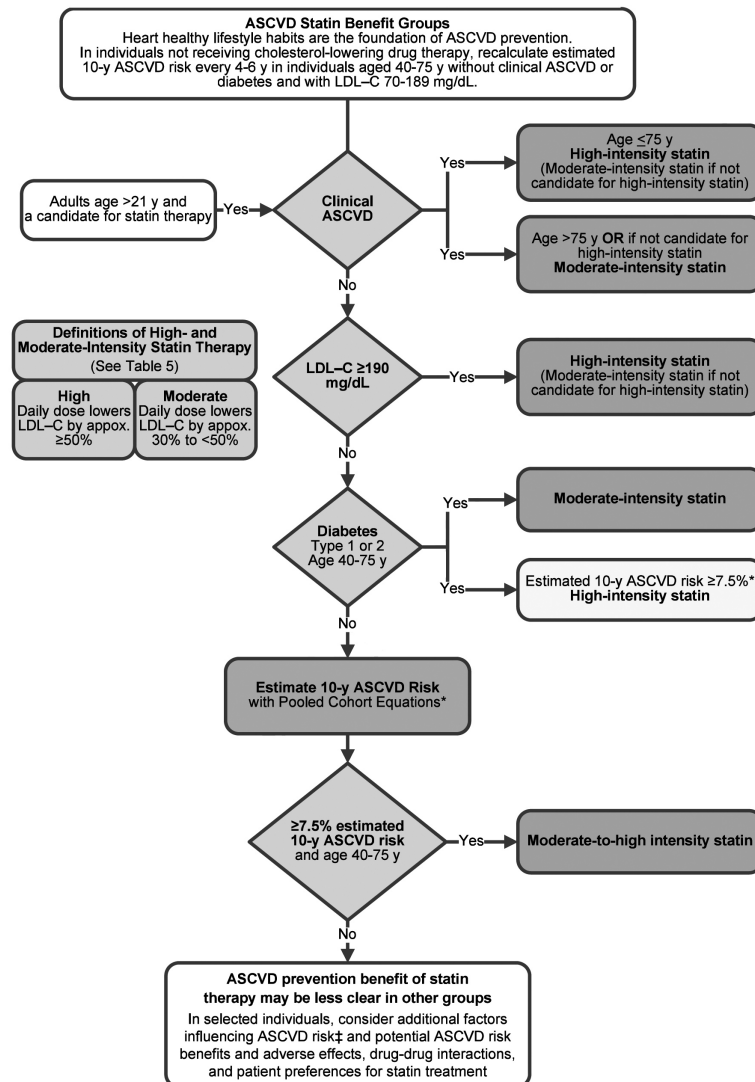 ASCVD Statin Benefit Groups
Heart healthy lifestyle habits are the foundation of ASCVD prevention.
In individuals not receiving cholesterol-lowering drug therapy, recalculate estimated
10-y ASCVD risk every 4-6 y in individuals aged 40-75 y without clinical ASCVD or
diabetes and with LDL–C 70-189 mg/dL.
Adults age >21 y and
a candidate for statin therapy
Yes
Clinical
ASCVD
Yes
Age ≤75 y
High-intensity statin
(Moderate-intensity statin if not
candidate for high-intensity statin)
Yes
Age >75 y OR if not candidate for
high-intensity statin
Moderate-intensity statin
No
Definitions of High- and
Moderate-Intensity Statin Therapy
(See Table 5)
High
Daily dose lowers
LDL–C by appox.
≥50%
Moderate
Daily dose lowers
LDL–C by appox.
30% to <50%
LDL–C ≥190
mg/dL
Yes
High-intensity statin
(Moderate-intensity statin if not
candidate for high-intensity statin)
No
Diabetes
Type 1 or 2
Age 40-75 y
Yes
Moderate-intensity statin
Yes
Estimated 10-y ASCVD risk ≥7.5%*
High-intensity statin
No
Estimate 10-y ASCVD Risk
with Pooled Cohort Equations*
≥7.5% estimated
10-y ASCVD risk
and age 40-75 y
Yes
Moderate-to-high intensity statin
No
ASCVD prevention benefit of statin
therapy may be less clear in other groups
In selected individuals, consider additional factors
influencing ASCVD risk‡ and potential ASCVD risk
benefits and adverse effects, drug-drug interactions,
and patient preferences for statin treatment